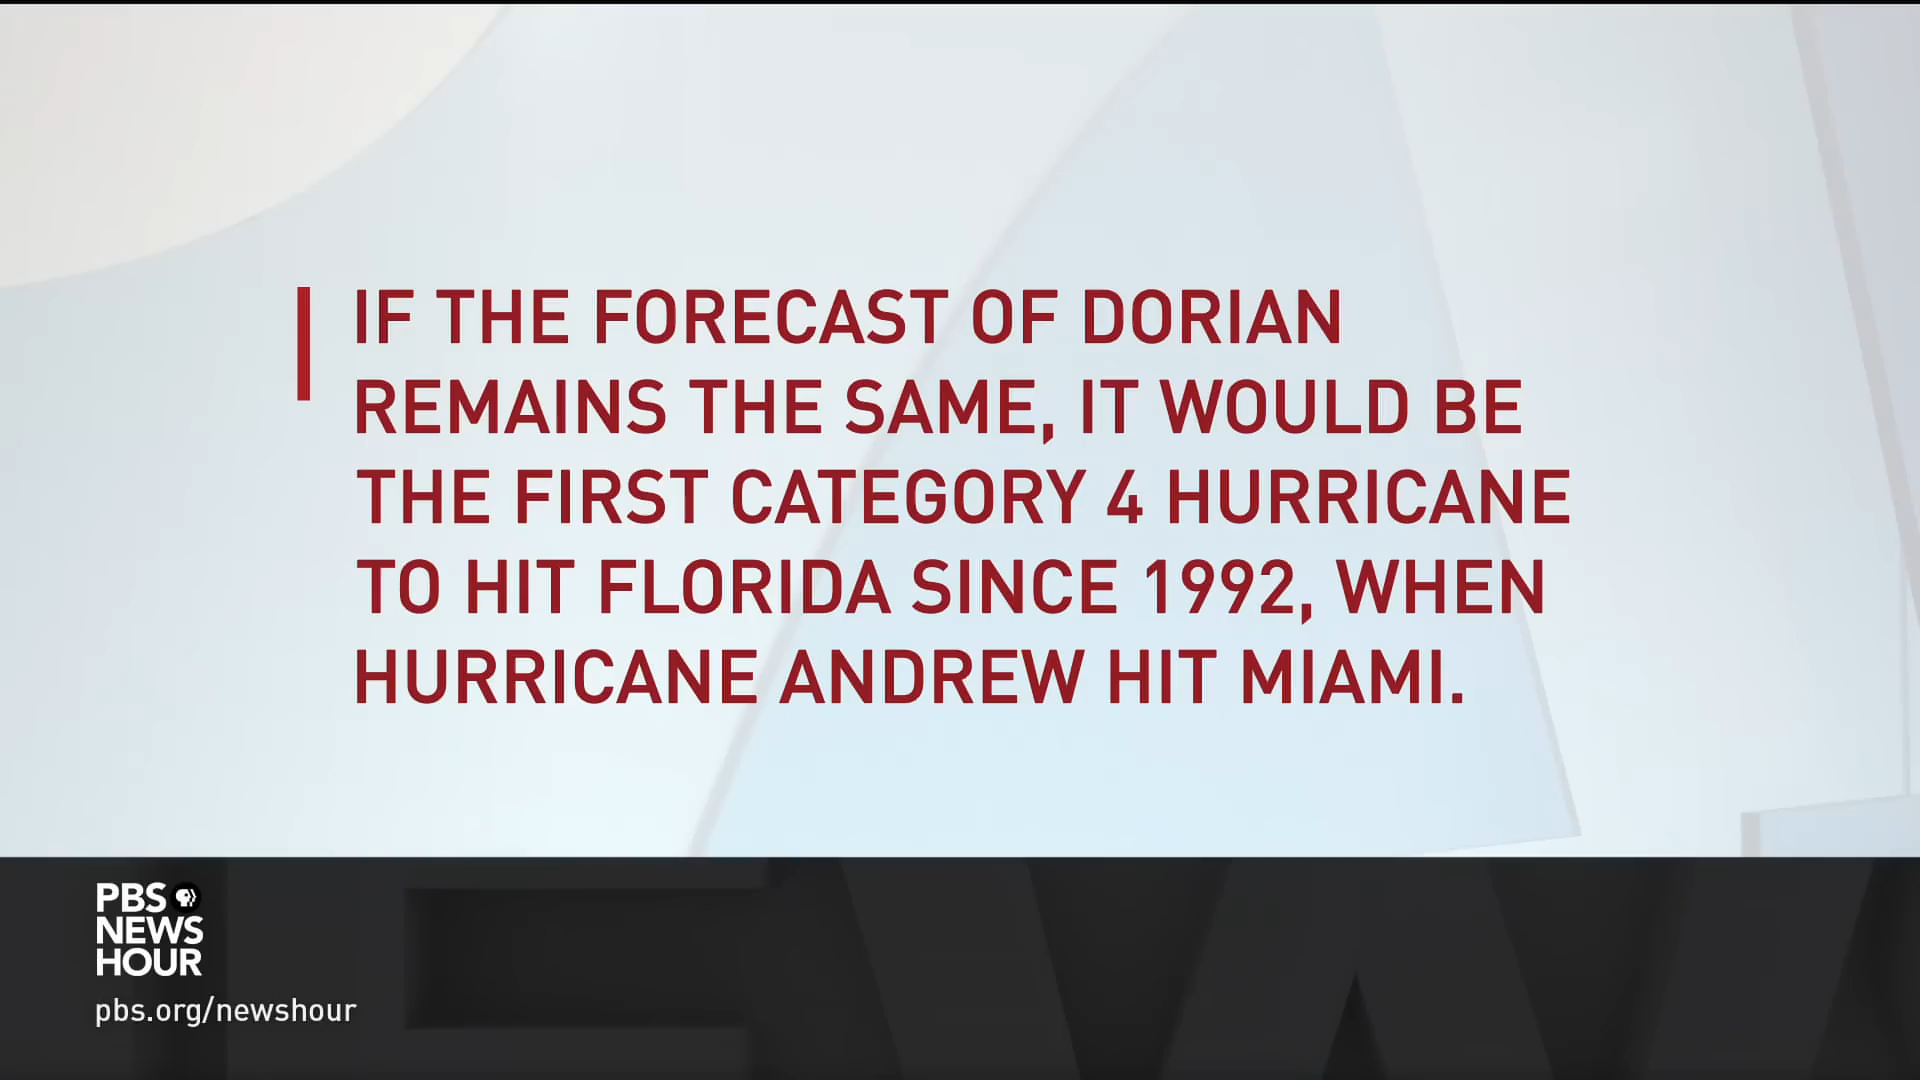 IF THE FORECAST OF DORIAN
REMAINS THE SAME, IT WOULD BE
THE FIRST CATEGORY 4 HURRICANE
TO HIT FLORIDA SINCE 1992, WHEN
HURRICANE ANDREW HIT MIAMI.
PBS
NEWS
HOUR
pbs.org/newshour